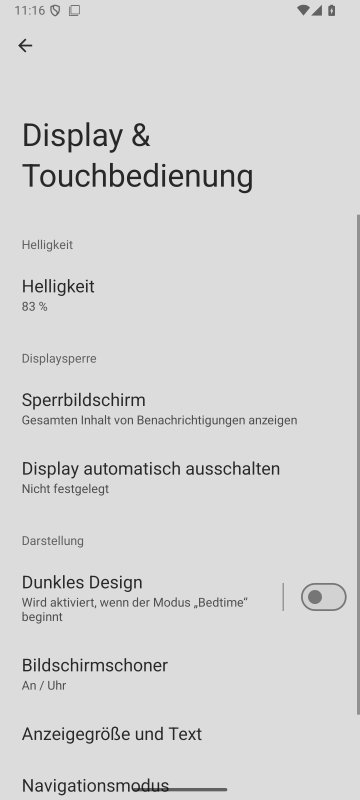 11:16
Display &
Touchbedienung
Helligkeit
Helligkeit
83 %
Displaysperre
Sperrbildschirm
Gesamten Inhalt von Benachrichtigungen anzeigen
Display automatisch ausschalten
Nicht festgelegt
Darstellung
Dunkles Design
Wird aktiviert, wenn der Modus „Bedtime“
beginnt
Bildschirmschoner
An / Uhr
Anzeigegröße und Text
Navigationsmodus